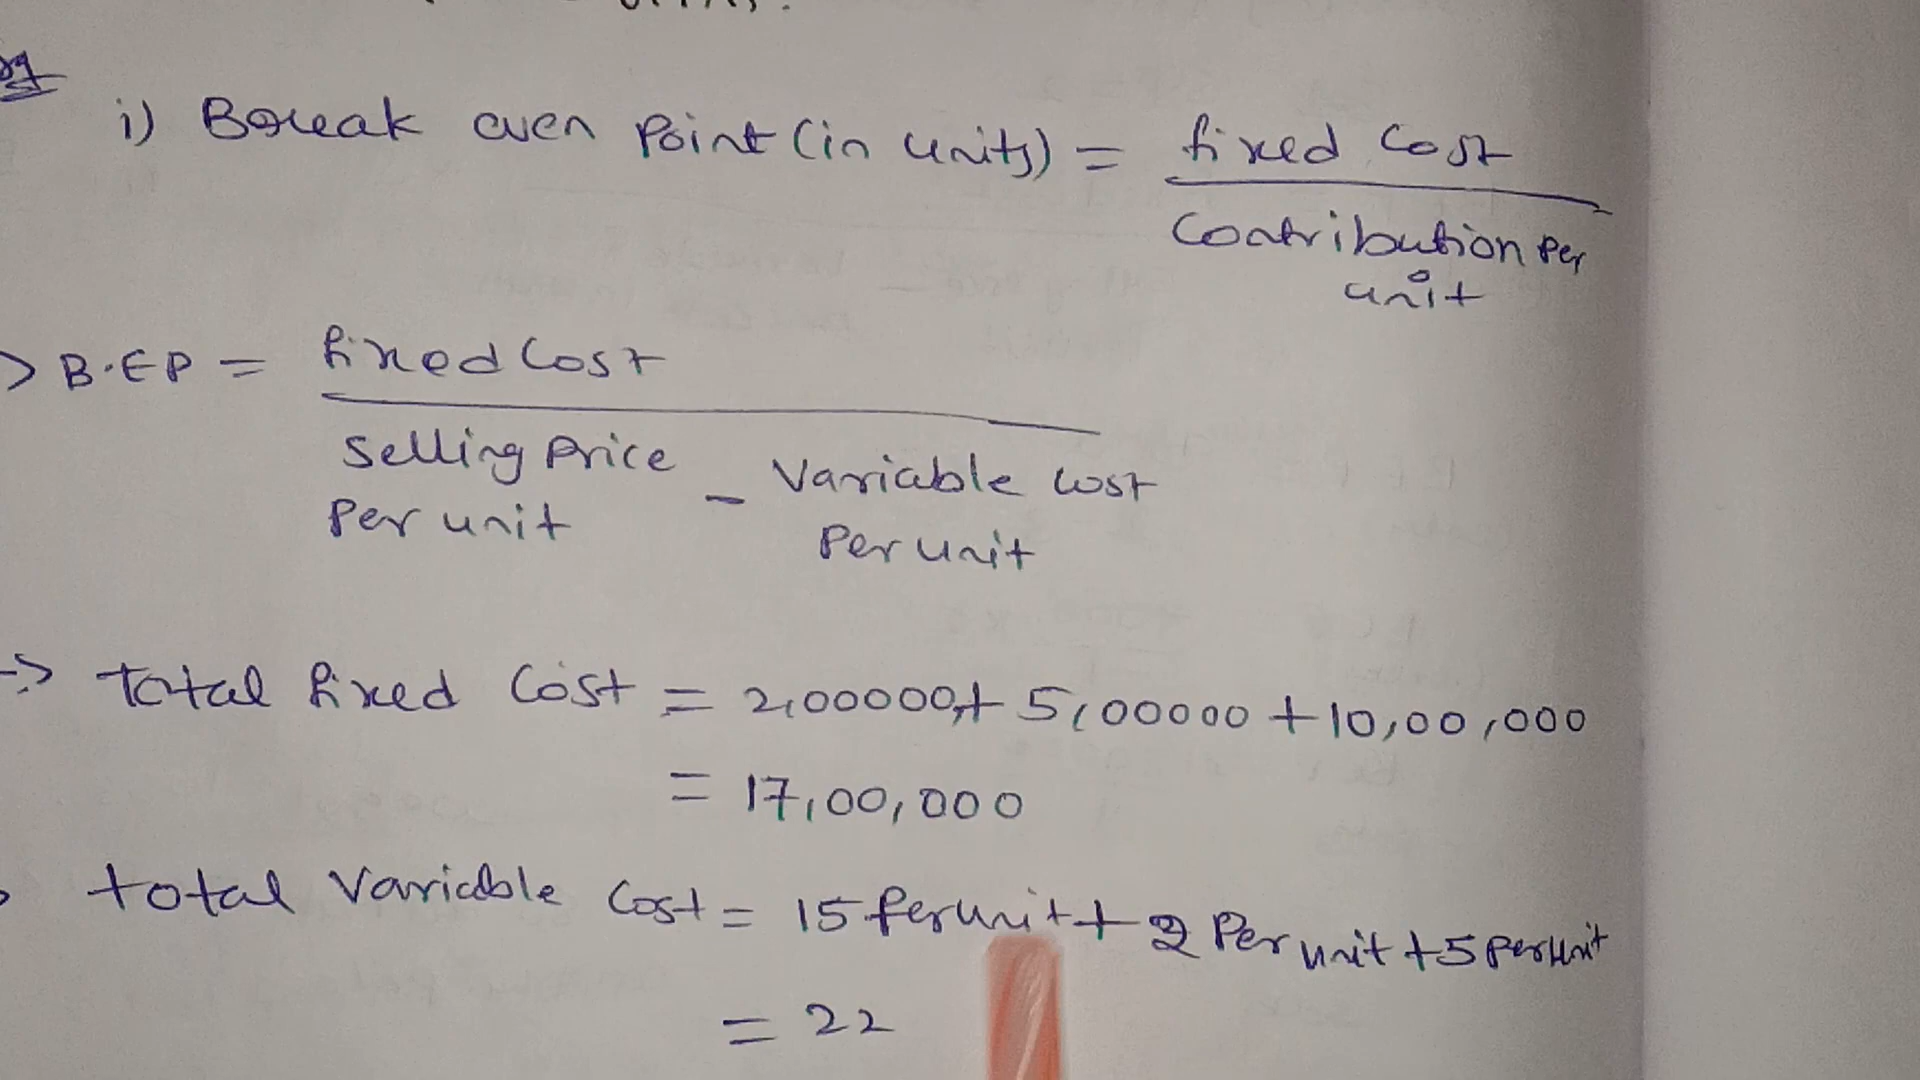 i) Break even Point (in units) = fixed Cost
Contribution Per
unit
B.E.P = fixed Cost
Selling Price - Variable cost
Per unit Per unit
-> Total fixed Cost = 2,00000,+ 5,00000 + 10,00,000
= 17,00,000
total Variable Cost = 15 Per unit + 2 Per unit + 5 Per unit
= 22